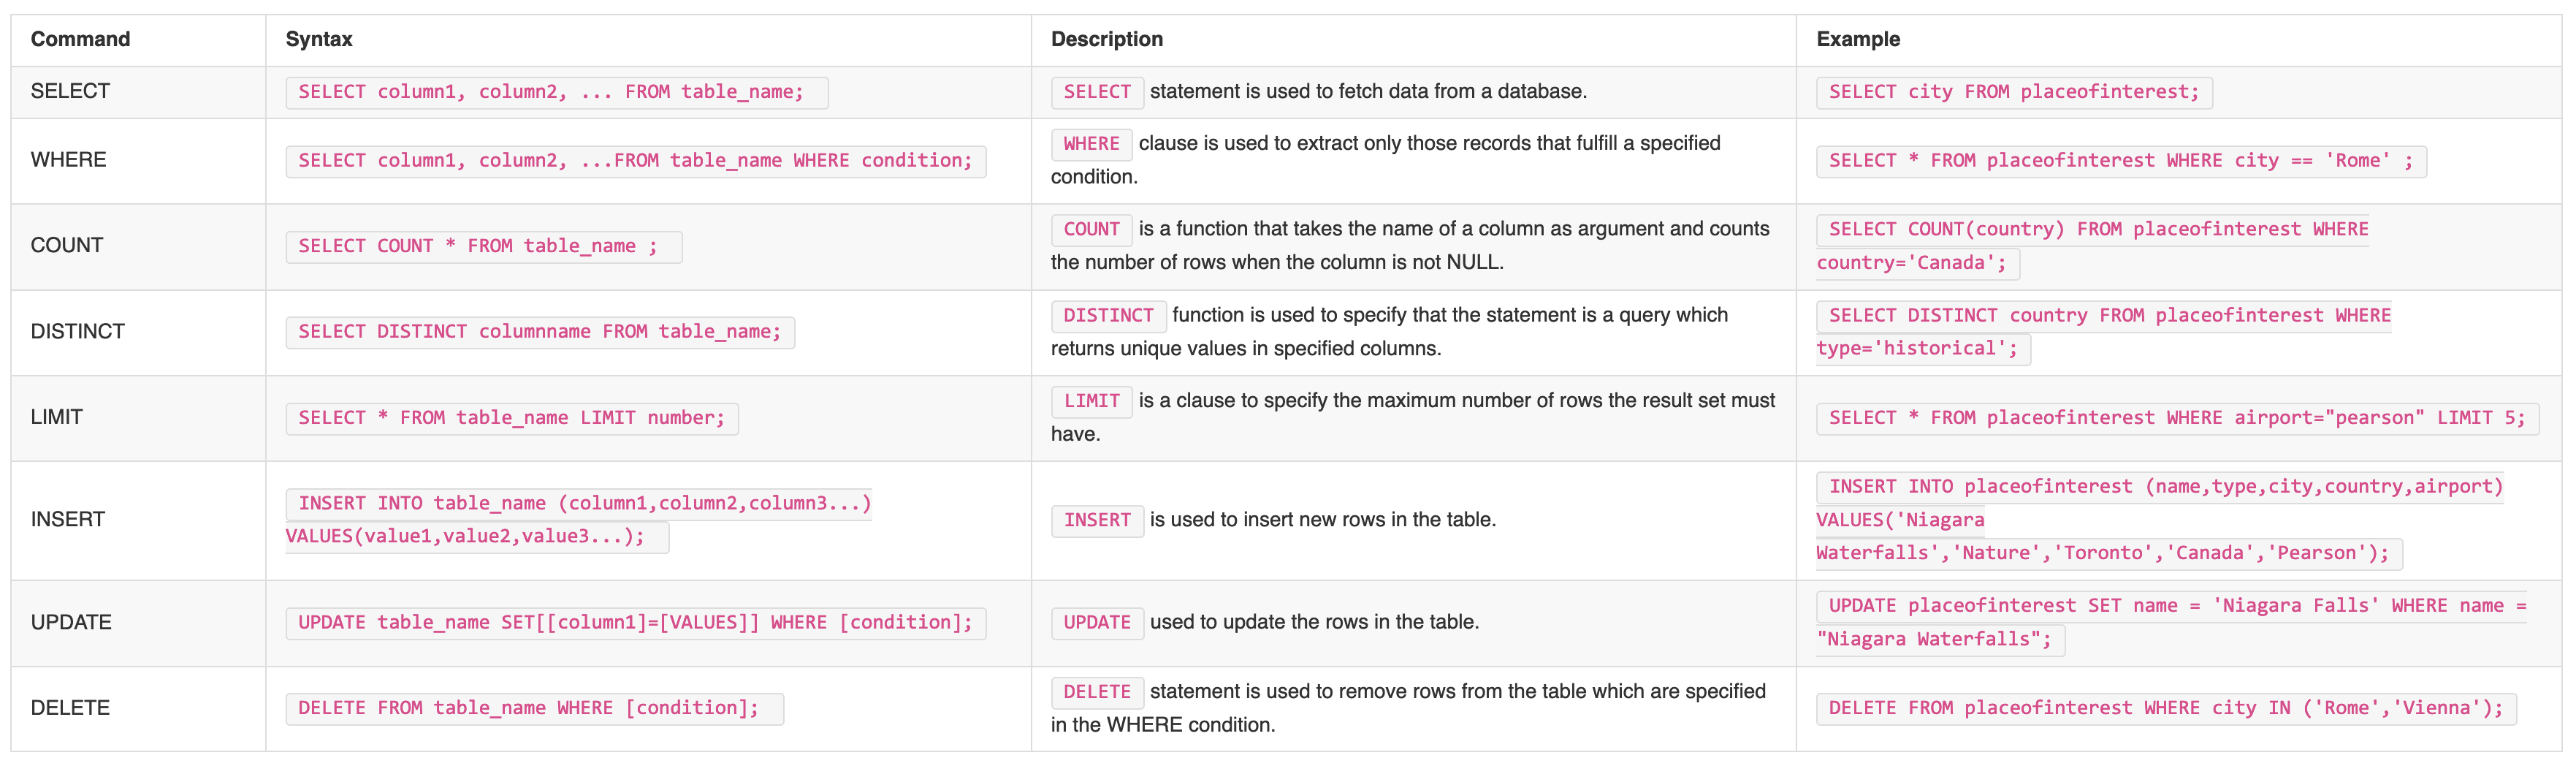 Command Syntax Description Example
SELECT SELECT column1, column2, ... FROM table_name; SELECT statement is used to fetch data from a database. SELECT city FROM placeofinterest;
WHERE SELECT column1, column2, ...FROM table_name WHERE condition; WHERE clause is used to extract only those records that fulfill a specified
condition. SELECT * FROM placeofinterest WHERE city == 'Rome' ;
COUNT SELECT COUNT * FROM table_name ; COUNT is a function that takes the name of a column as argument and counts
the number of rows when the column is not NULL. SELECT COUNT(country) FROM placeofinterest WHERE
country='Canada';
DISTINCT SELECT DISTINCT columnname FROM table_name; DISTINCT function is used to specify that the statement is a query which
returns unique values in specified columns. SELECT DISTINCT country FROM placeofinterest WHERE
type='historical';
LIMIT SELECT * FROM table_name LIMIT number; LIMIT is a clause to specify the maximum number of rows the result set must
have. SELECT * FROM placeofinterest WHERE airport="pearson" LIMIT 5;
INSERT INSERT INTO table_name (column1,column2,column3...)
VALUES(value1,value2,value3...); INSERT is used to insert new rows in the table. INSERT INTO placeofinterest (name,type,city,country,airport)
VALUES('Niagara
Waterfalls','Nature','Toronto','Canada','Pearson');
UPDATE UPDATE table_name SET[[column1]=[VALUES]] WHERE [condition]; UPDATE used to update the rows in the table. UPDATE placeofinterest SET name = 'Niagara Falls' WHERE name =
"Niagara Waterfalls";
DELETE DELETE FROM table_name WHERE [condition]; DELETE statement is used to remove rows from the table which are specified
in the WHERE condition. DELETE FROM placeofinterest WHERE city IN ('Rome','Vienna');